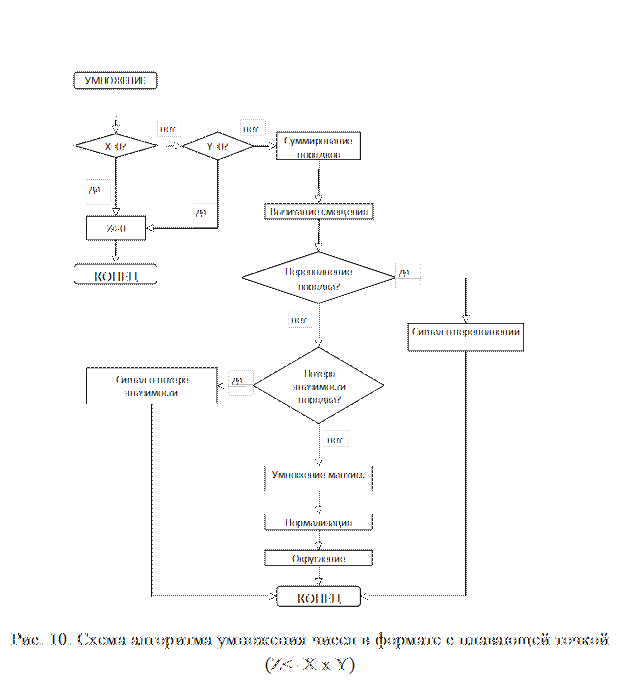 УМНОЖЕНИЕ
нет
нет
X=0?
Y=0?
Суммирование
порядков
да
да
Z=0
Вычитание смещения
КОНЕЦ
Переполнение
порядка?
да
нет
Сигнал о переполнении
Сигнал о потере
значимости
да
Потеря
значимости
порядка?
нет
Умножение мантисс
Нормализация
Округление
КОНЕЦ
Рис. 10. Схема алгоритма умножения чисел в формате с плавающей точкой
(Z<- X x Y)